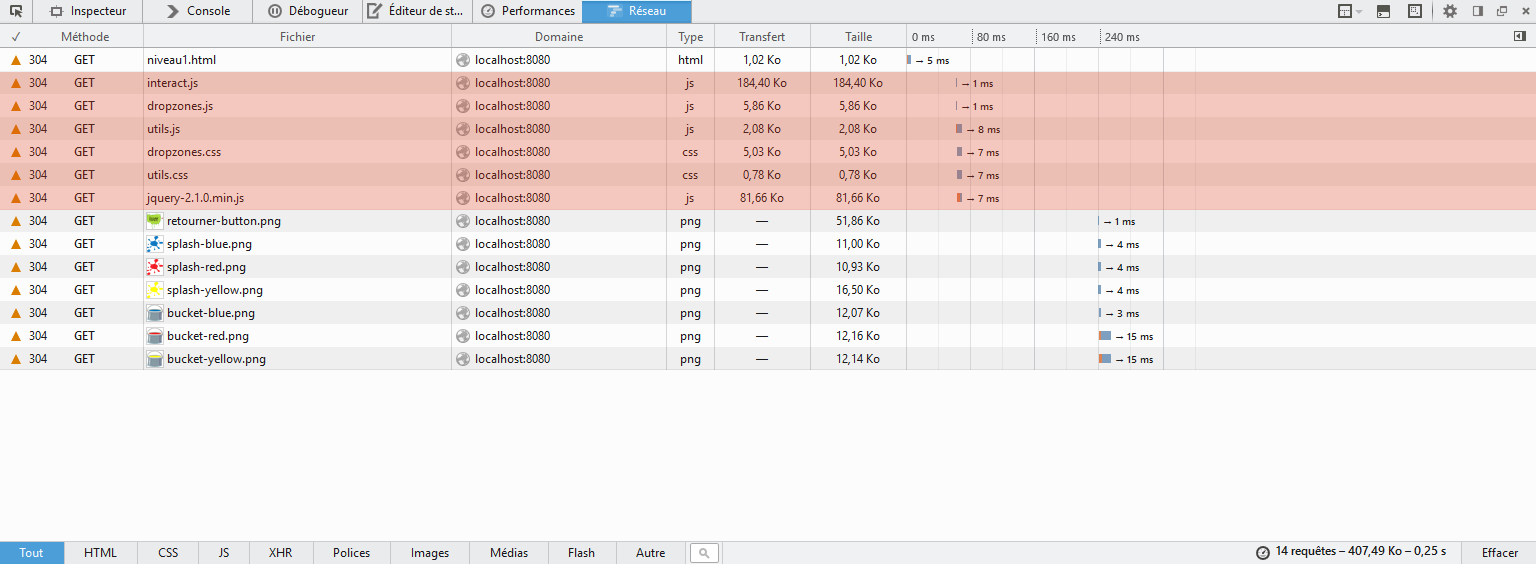 Inspecteur Console Débogueur Éditeur de st... Performances Réseau
✓ Méthode Fichier Domaine Type Transfert Taille 0 ms 80 ms 160 ms 240 ms
304 GET niveau1.html localhost:8080 html 1,02 Ko 1,02 Ko → 5 ms
304 GET interact.js localhost:8080 js 184,40 Ko 184,40 Ko → 1 ms
304 GET dropzones.js localhost:8080 js 5,86 Ko 5,86 Ko → 1 ms
304 GET utils.js localhost:8080 js 2,08 Ko 2,08 Ko → 8 ms
304 GET dropzones.css localhost:8080 css 5,03 Ko 5,03 Ko → 7 ms
304 GET utils.css localhost:8080 css 0,78 Ko 0,78 Ko → 7 ms
304 GET jquery-2.1.0.min.js localhost:8080 js 81,66 Ko 81,66 Ko → 7 ms
304 GET retourner-button.png localhost:8080 png — 51,86 Ko → 1 ms
304 GET splash-blue.png localhost:8080 png — 11,00 Ko → 4 ms
304 GET splash-red.png localhost:8080 png — 10,93 Ko → 4 ms
304 GET splash-yellow.png localhost:8080 png — 16,50 Ko → 4 ms
304 GET bucket-blue.png localhost:8080 png — 12,07 Ko → 3 ms
304 GET bucket-red.png localhost:8080 png — 12,16 Ko → 15 ms
304 GET bucket-yellow.png localhost:8080 png — 12,14 Ko → 15 ms
Tout HTML CSS JS XHR Polices Images Médias Flash Autre 14 requêtes – 407,49 Ko – 0,25 s Effacer